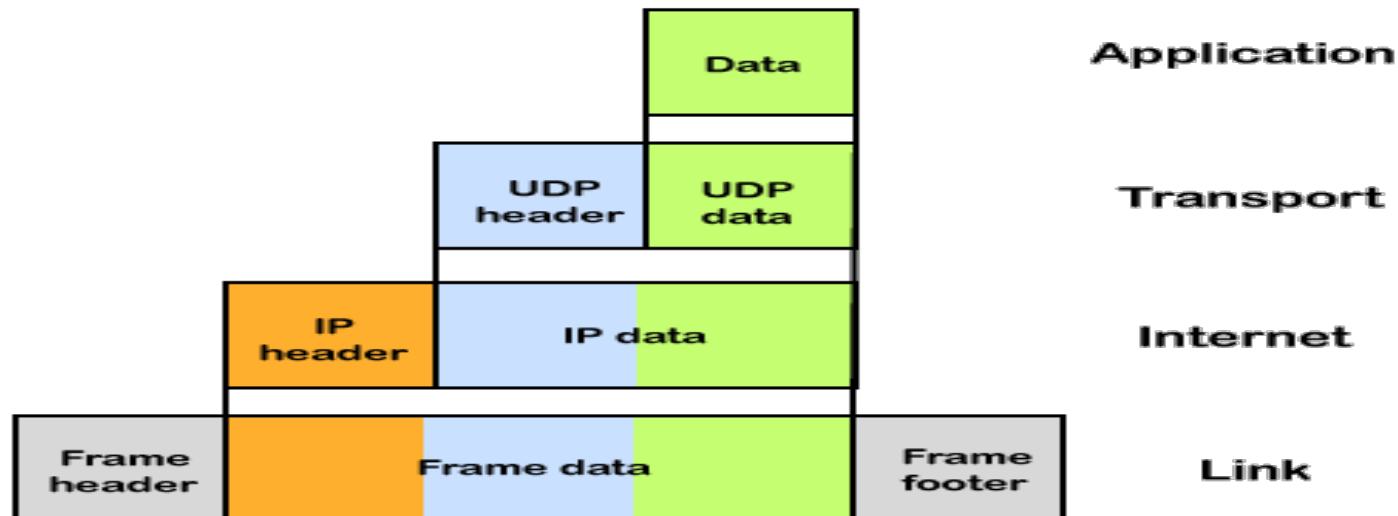 Data
Application
UDP
header
UDP
data
Transport
IP
header
IP data
Internet
Frame
header
Frame data
Frame
footer
Link